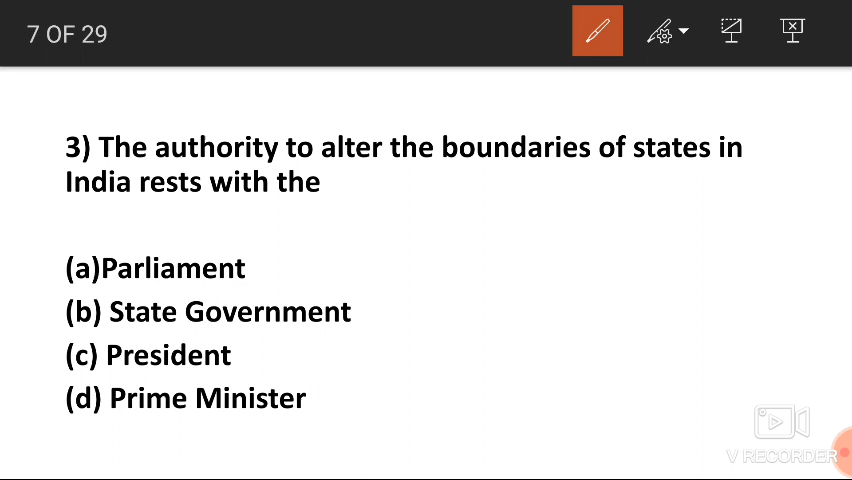 7 OF 29
3) The authority to alter the boundaries of states in
India rests with the
(a)Parliament
(b) State Government
(c) President
(d) Prime Minister
V RECORDER